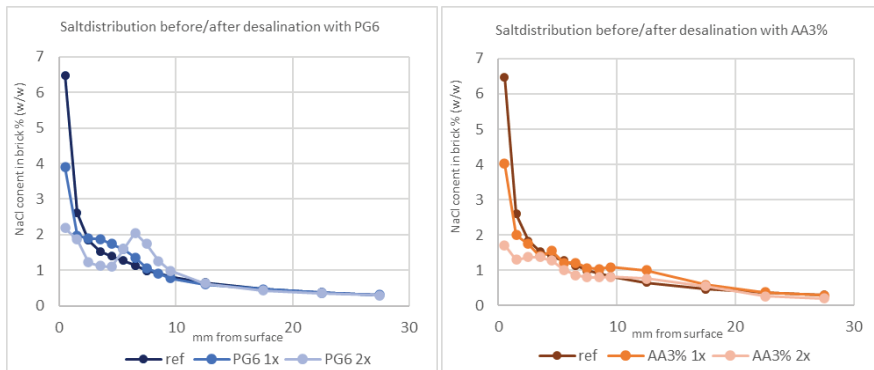 Saltdistribution before/after desalination with PG6
NaCl conent in brick % (w/w)
7
6
5
4
3
2
1
0
0
10
20
30
mm from surface
ref
PG6 1x
PG6 2x
Saltdistribution before/after desalination with AA3%
NaCl conent in brick % (w/w)
7
6
5
4
3
2
1
0
0
10
20
30
mm from surface
ref
AA3% 1x
AA3% 2x